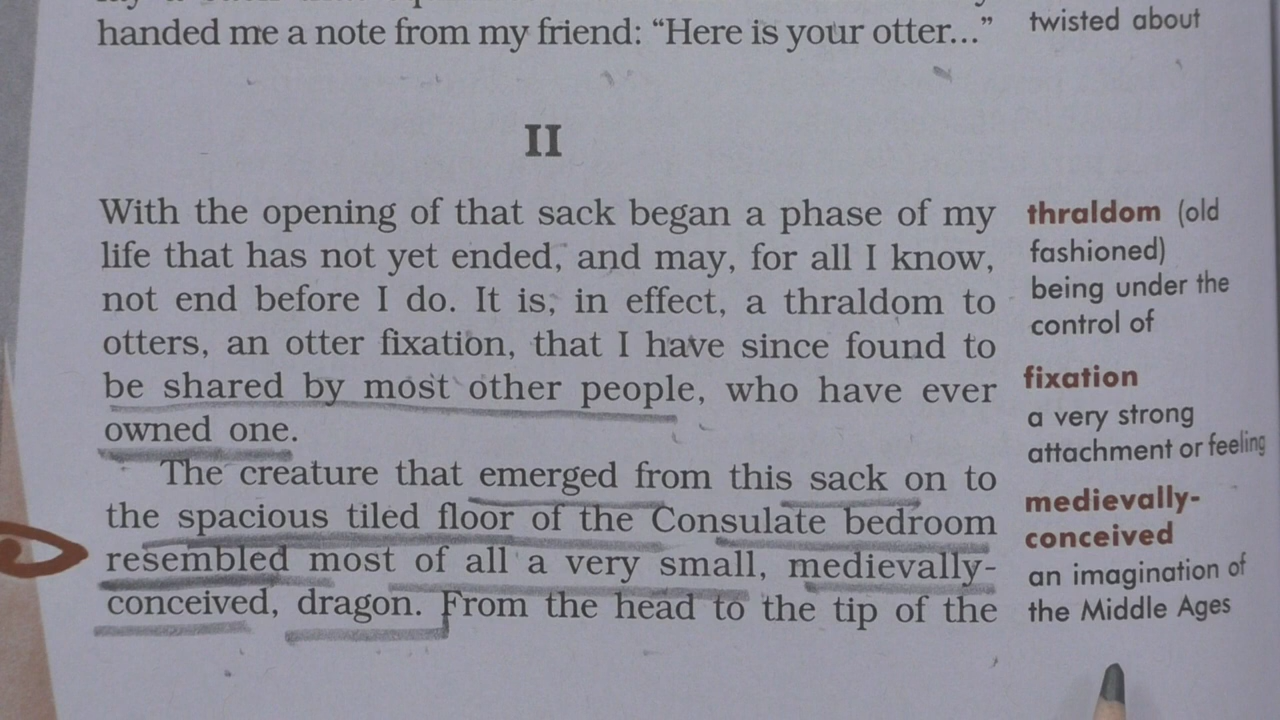 handed me a note from my friend: “Here is your otter...”
twisted about
II
With the opening of that sack began a phase of my
life that has not yet ended, and may, for all I know,
not end before I do. It is, in effect, a thraldom to
otters, an otter fixation, that I have since found to
be shared by most other people, who have ever
owned one.
The creature that emerged from this sack on to
the spacious tiled floor of the Consulate bedroom
resembled most of all a very small, medievally-
conceived, dragon. From the head to the tip of the
thraldom (old
fashioned)
being under the
control of
fixation
a very strong
attachment or feeling
medievally-
conceived
an imagination of
the Middle Ages